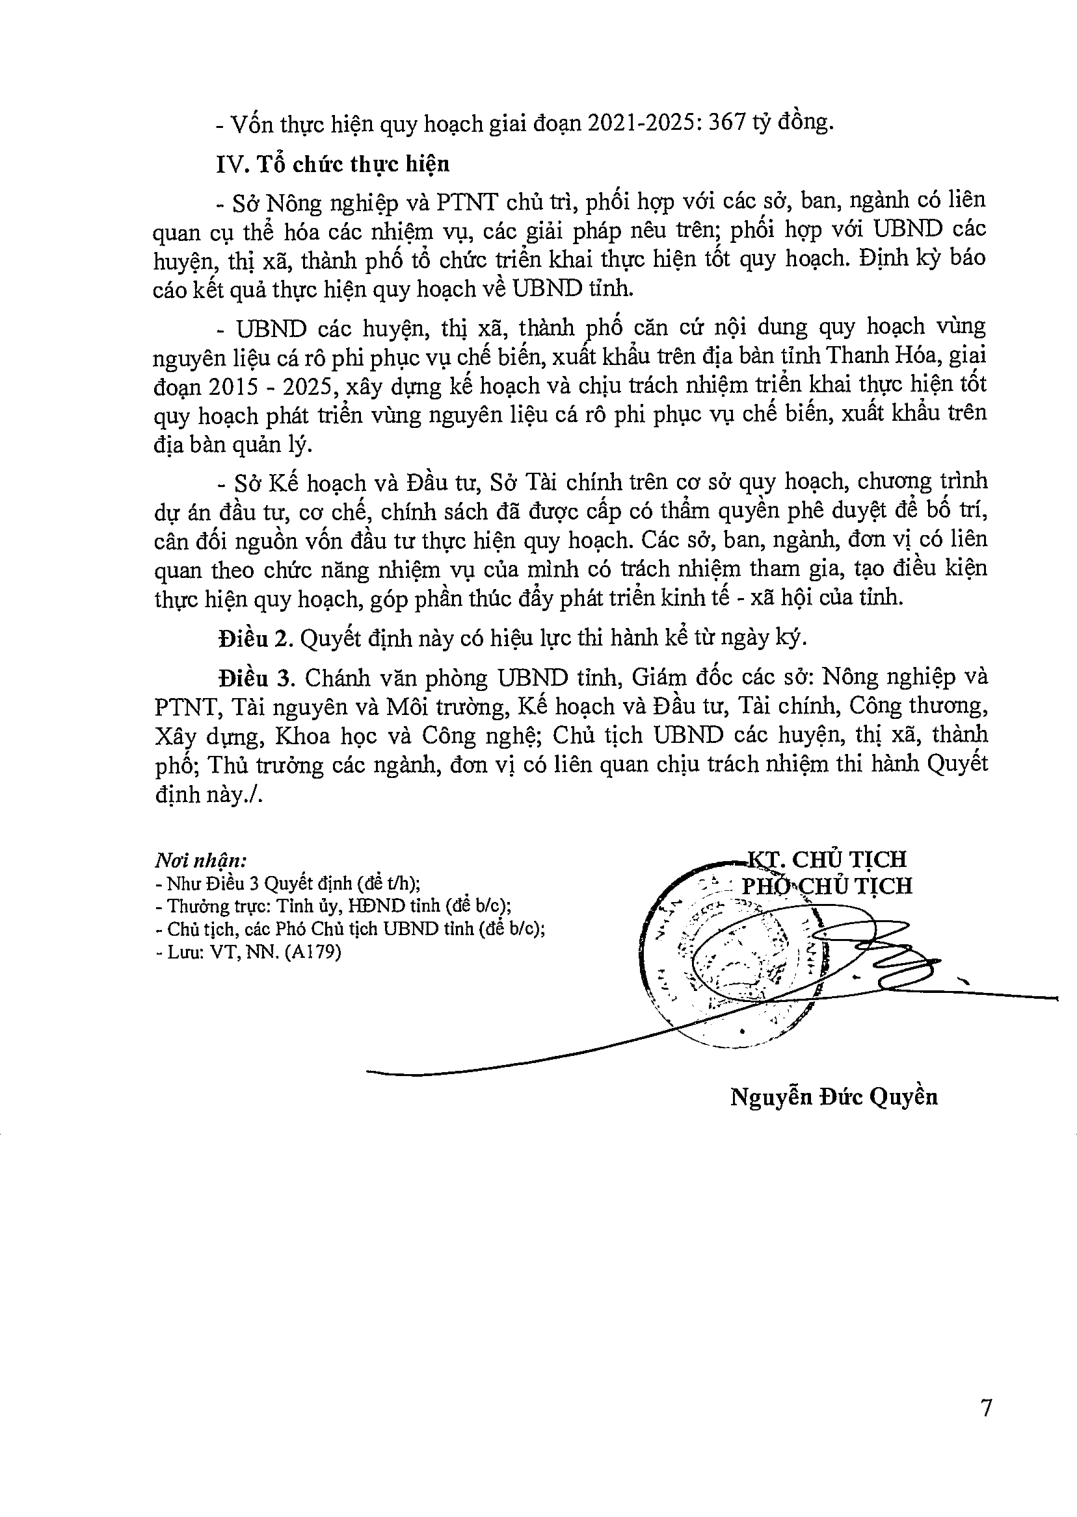 - Vốn thực hiện quy hoạch giai đoạn 2021-2025: 367 tỷ đồng.
IV. Tổ chức thực hiện
- Sở Nông nghiệp và PTNT chủ trì, phối hợp với các sở, ban, ngành có liên
quan cụ thể hóa các nhiệm vụ, các giải pháp nêu trên; phối hợp với UBND các
huyện, thị xã, thành phố tổ chức triển khai thực hiện tốt quy hoạch. Định kỳ báo
cáo kết quả thực hiện quy hoạch về UBND tỉnh.
- UBND các huyện, thị xã, thành phố căn cứ nội dung quy hoạch vùng
nguyên liệu cá rô phi phục vụ chế biến, xuất khẩu trên địa bàn tỉnh Thanh Hóa, giai
đoạn 2015 - 2025, xây dựng kế hoạch và chịu trách nhiệm triển khai thực hiện tốt
quy hoạch phát triển vùng nguyên liệu cá rô phi phục vụ chế biến, xuất khẩu trên
địa bàn quản lý.
- Sở Kế hoạch và Đầu tư, Sở Tài chính trên cơ sở quy hoạch, chương trình
dự án đầu tư, cơ chế, chính sách đã được cấp có thẩm quyền phê duyệt để bố trí,
cân đối nguồn vốn đầu tư thực hiện quy hoạch. Các sở, ban, ngành, đơn vị có liên
quan theo chức năng nhiệm vụ của mình có trách nhiệm tham gia, tạo điều kiện
thực hiện quy hoạch, góp phần thúc đẩy phát triển kinh tế - xã hội của tỉnh.
Điều 2. Quyết định này có hiệu lực thi hành kể từ ngày ký.
Điều 3. Chánh văn phòng UBND tỉnh, Giám đốc các sở: Nông nghiệp và
PTNT, Tài nguyên và Môi trường, Kế hoạch và Đầu tư, Tài chính, Công thương,
Xây dựng, Khoa học và Công nghệ; Chủ tịch UBND các huyện, thị xã, thành
phố; Thủ trưởng các ngành, đơn vị có liên quan chịu trách nhiệm thi hành Quyết
định này./.
Nơi nhận:
- Như Điều 3 Quyết định (để t/h);
- Thường trực: Tỉnh ủy, HĐND tỉnh (để b/c);
- Chủ tịch, các Phó Chủ tịch UBND tỉnh (để b/c);
- Lưu: VT, NN. (A179)
KT. CHỦ TỊCH
PHÓ CHỦ TỊCH
Nguyễn Đức Quyền
7